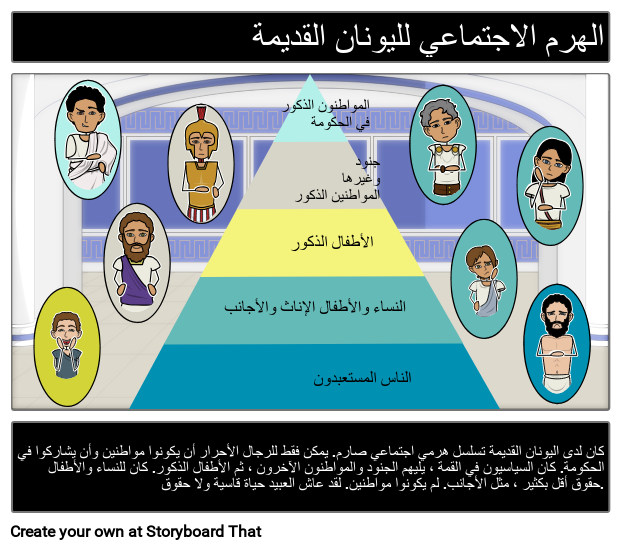 الهرم الاجتماعي لليونان القديمة
المواطنون الذكور
في الحكومة
جنود
وغيرها
المواطنين الذكور
الأطفال الذكور
النساء والأطفال الإناث والأجانب
الناس المستعبدون
كان لدى اليونان القديمة تسلسل هرمي اجتماعي صارم. يمكن فقط للرجال الأحرار أن يكونوا مواطنين وأن يشاركوا في
الحكومة. كان السياسيون في القمة ، يليهم الجنود والمواطنون الآخرون ، ثم الأطفال الذكور. كان للنساء والأطفال
حقوق أقل بكثير ، مثل الأجانب. لم يكونوا مواطنين. لقد عاش العبيد حياة قاسية ولا حقوق.
Create your own at Storyboard That